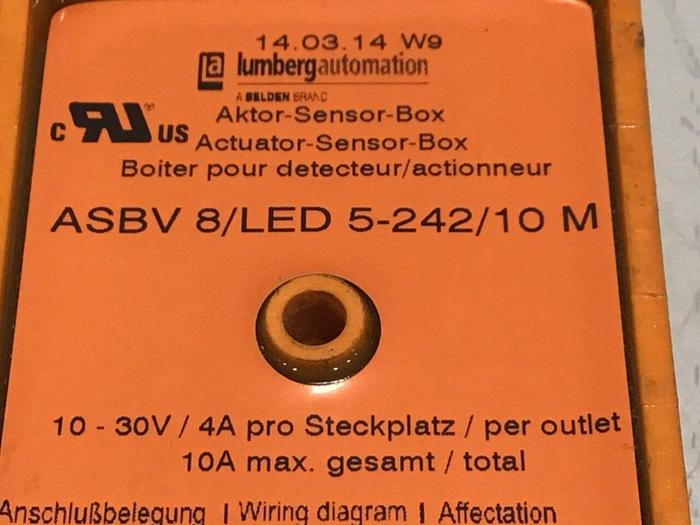 14.03.14 W9
la lumbergautomation
A BELDEN BRAND
c RU ® US
Aktor-Sensor-Box
Actuator-Sensor-Box
Boiter pour detecteur/actionneur
ASBV 8/LED 5-242/10 M
10 - 30V / 4A pro Steckplatz / per outlet
10A max. gesamt / total
Anschlußbelegung | Wiring diagram | Affectation